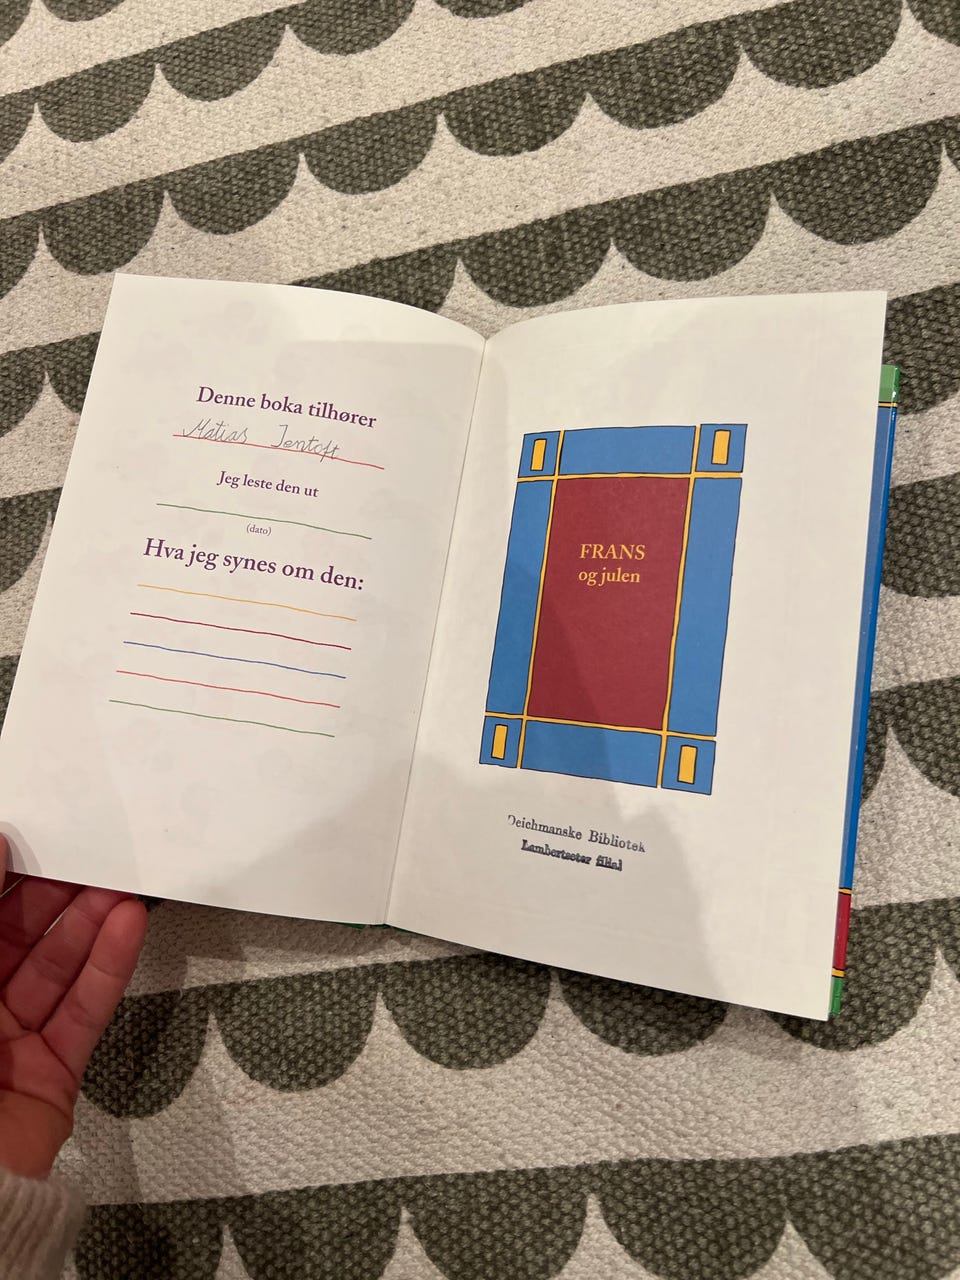 Denne boka tilhører
Matias Jentoft
Jeg leste den ut
(dato)
Hva jeg synes om den:
FRANS
og julen
Deichmanske Bibliotek
Lambertseter filial